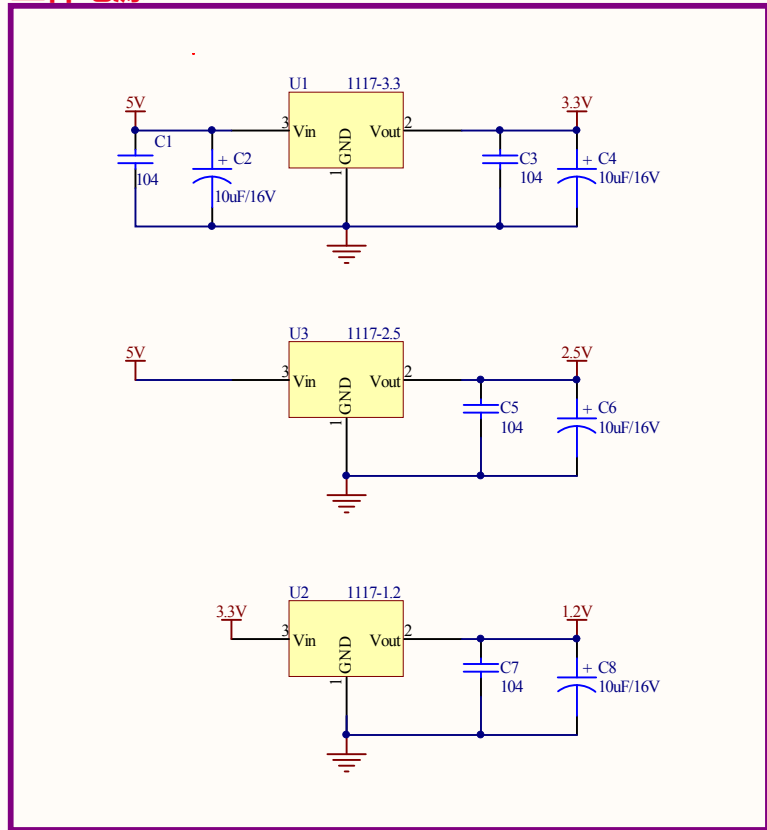 U1 1117-3.3
5V
3.3V
3 Vin Vout 2
GND
1
C1
104
+ C2
10uF/16V
C3
104
+ C4
10uF/16V
U3 1117-2.5
5V
2.5V
3 Vin Vout 2
GND
1
C5
104
+ C6
10uF/16V
U2 1117-1.2
3.3V
1.2V
3 Vin Vout 2
GND
1
C7
104
+ C8
10uF/16V